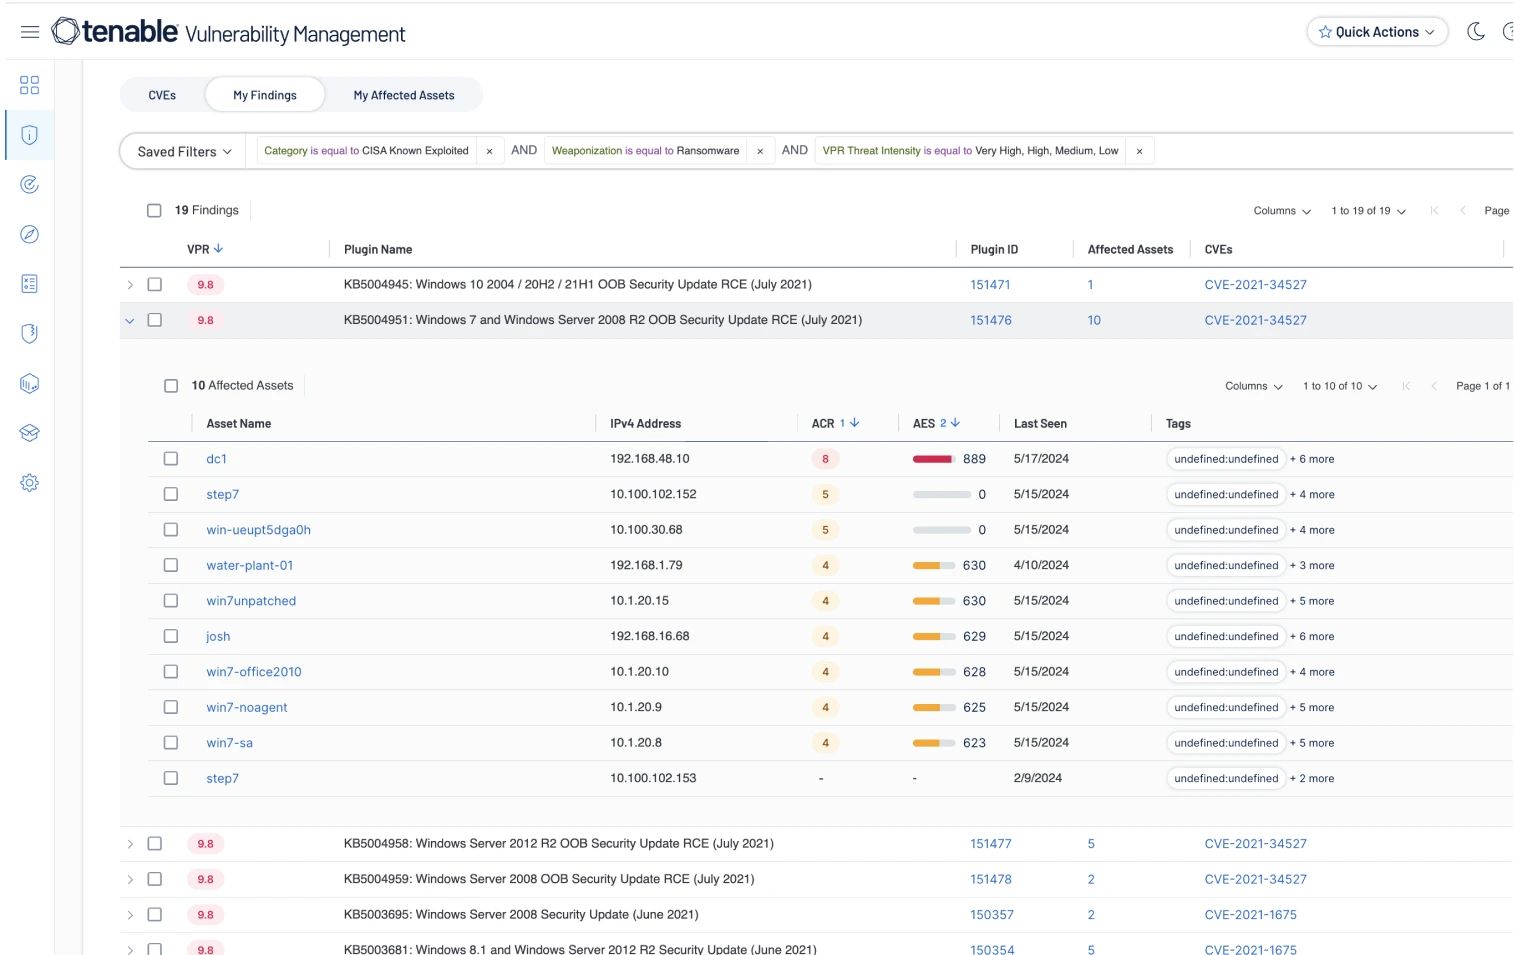 tenable Vulnerability Management
Quick Actions
CVEs My Findings My Affected Assets
Saved Filters Category is equal to CISA Known Exploited × AND Weaponization is equal to Ransomware × AND VPR Threat Intensity is equal to Very High, High, Medium, Low ×
19 Findings Columns 1 to 19 of 19 Page
VPR Plugin Name Plugin ID Affected Assets CVEs
9.8 KB5004945: Windows 10 2004 / 20H2 / 21H1 OOB Security Update RCE (July 2021) 151471 1 CVE-2021-34527
9.8 KB5004951: Windows 7 and Windows Server 2008 R2 OOB Security Update RCE (July 2021) 151476 10 CVE-2021-34527
10 Affected Assets Columns 1 to 10 of 10 Page 1 of 1
Asset Name IPv4 Address ACR 1 AES 2 Last Seen Tags
dc1 192.168.48.10 8 889 5/17/2024 undefined:undefined + 6 more
step7 10.100.102.152 5 0 5/15/2024 undefined:undefined + 4 more
win-ueupt5dga0h 10.100.30.68 5 0 5/15/2024 undefined:undefined + 4 more
water-plant-01 192.168.1.79 4 630 4/10/2024 undefined:undefined + 3 more
win7unpatched 10.1.20.15 4 630 5/15/2024 undefined:undefined + 5 more
josh 192.168.16.68 4 629 5/15/2024 undefined:undefined + 6 more
win7-office2010 10.1.20.10 4 628 5/15/2024 undefined:undefined + 4 more
win7-noagent 10.1.20.9 4 625 5/15/2024 undefined:undefined + 5 more
win7-sa 10.1.20.8 4 623 5/15/2024 undefined:undefined + 5 more
step7 10.100.102.153 - - 2/9/2024 undefined:undefined + 2 more
9.8 KB5004958: Windows Server 2012 R2 OOB Security Update RCE (July 2021) 151477 5 CVE-2021-34527
9.8 KB5004959: Windows Server 2008 OOB Security Update RCE (July 2021) 151478 2 CVE-2021-34527
9.8 KB5003695: Windows Server 2008 Security Update (June 2021) 150357 2 CVE-2021-1675
9.8 KB5003681: Windows 8.1 and Windows Server 2012 R2 Security Update (June 2021) 150354 5 CVE-2021-1675